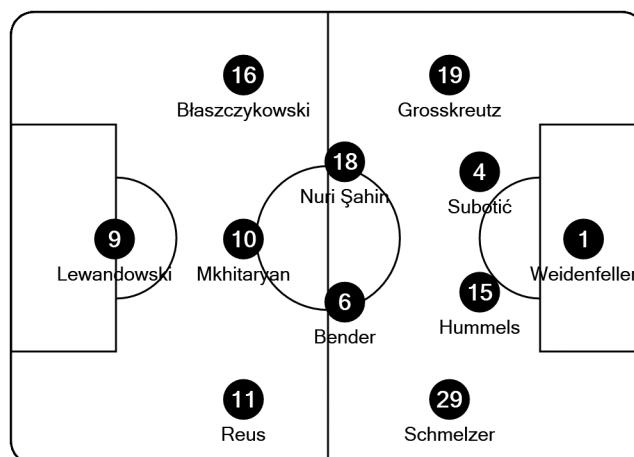 16
Błaszczykowski
19
Grosskreutz
18
Nuri Şahin
4
Subotić
9
Lewandowski
10
Mkhitaryan
1
Weidenfeller
6
Bender
15
Hummels
11
Reus
29
Schmelzer